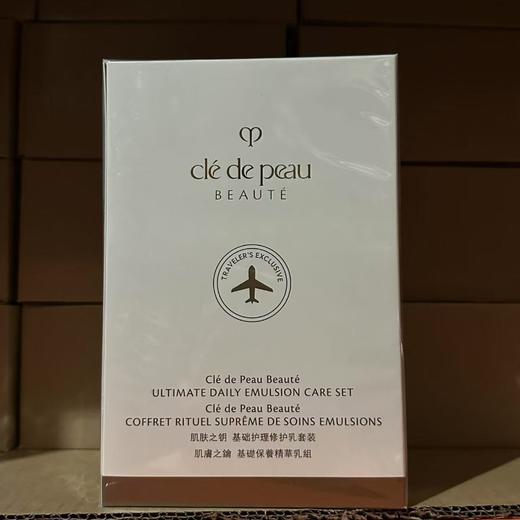 clé de peau
BEAUTÉ
TRAVELER'S EXCLUSIVE
Clé de Peau Beauté
ULTIMATE DAILY EMULSION CARE SET
Clé de Peau Beauté
COFFRET RITUEL SUPRÊME DE SOINS EMULSIONS
肌肤之钥 基础护理修护乳套装
肌膚之鑰 基礎保養精華乳組